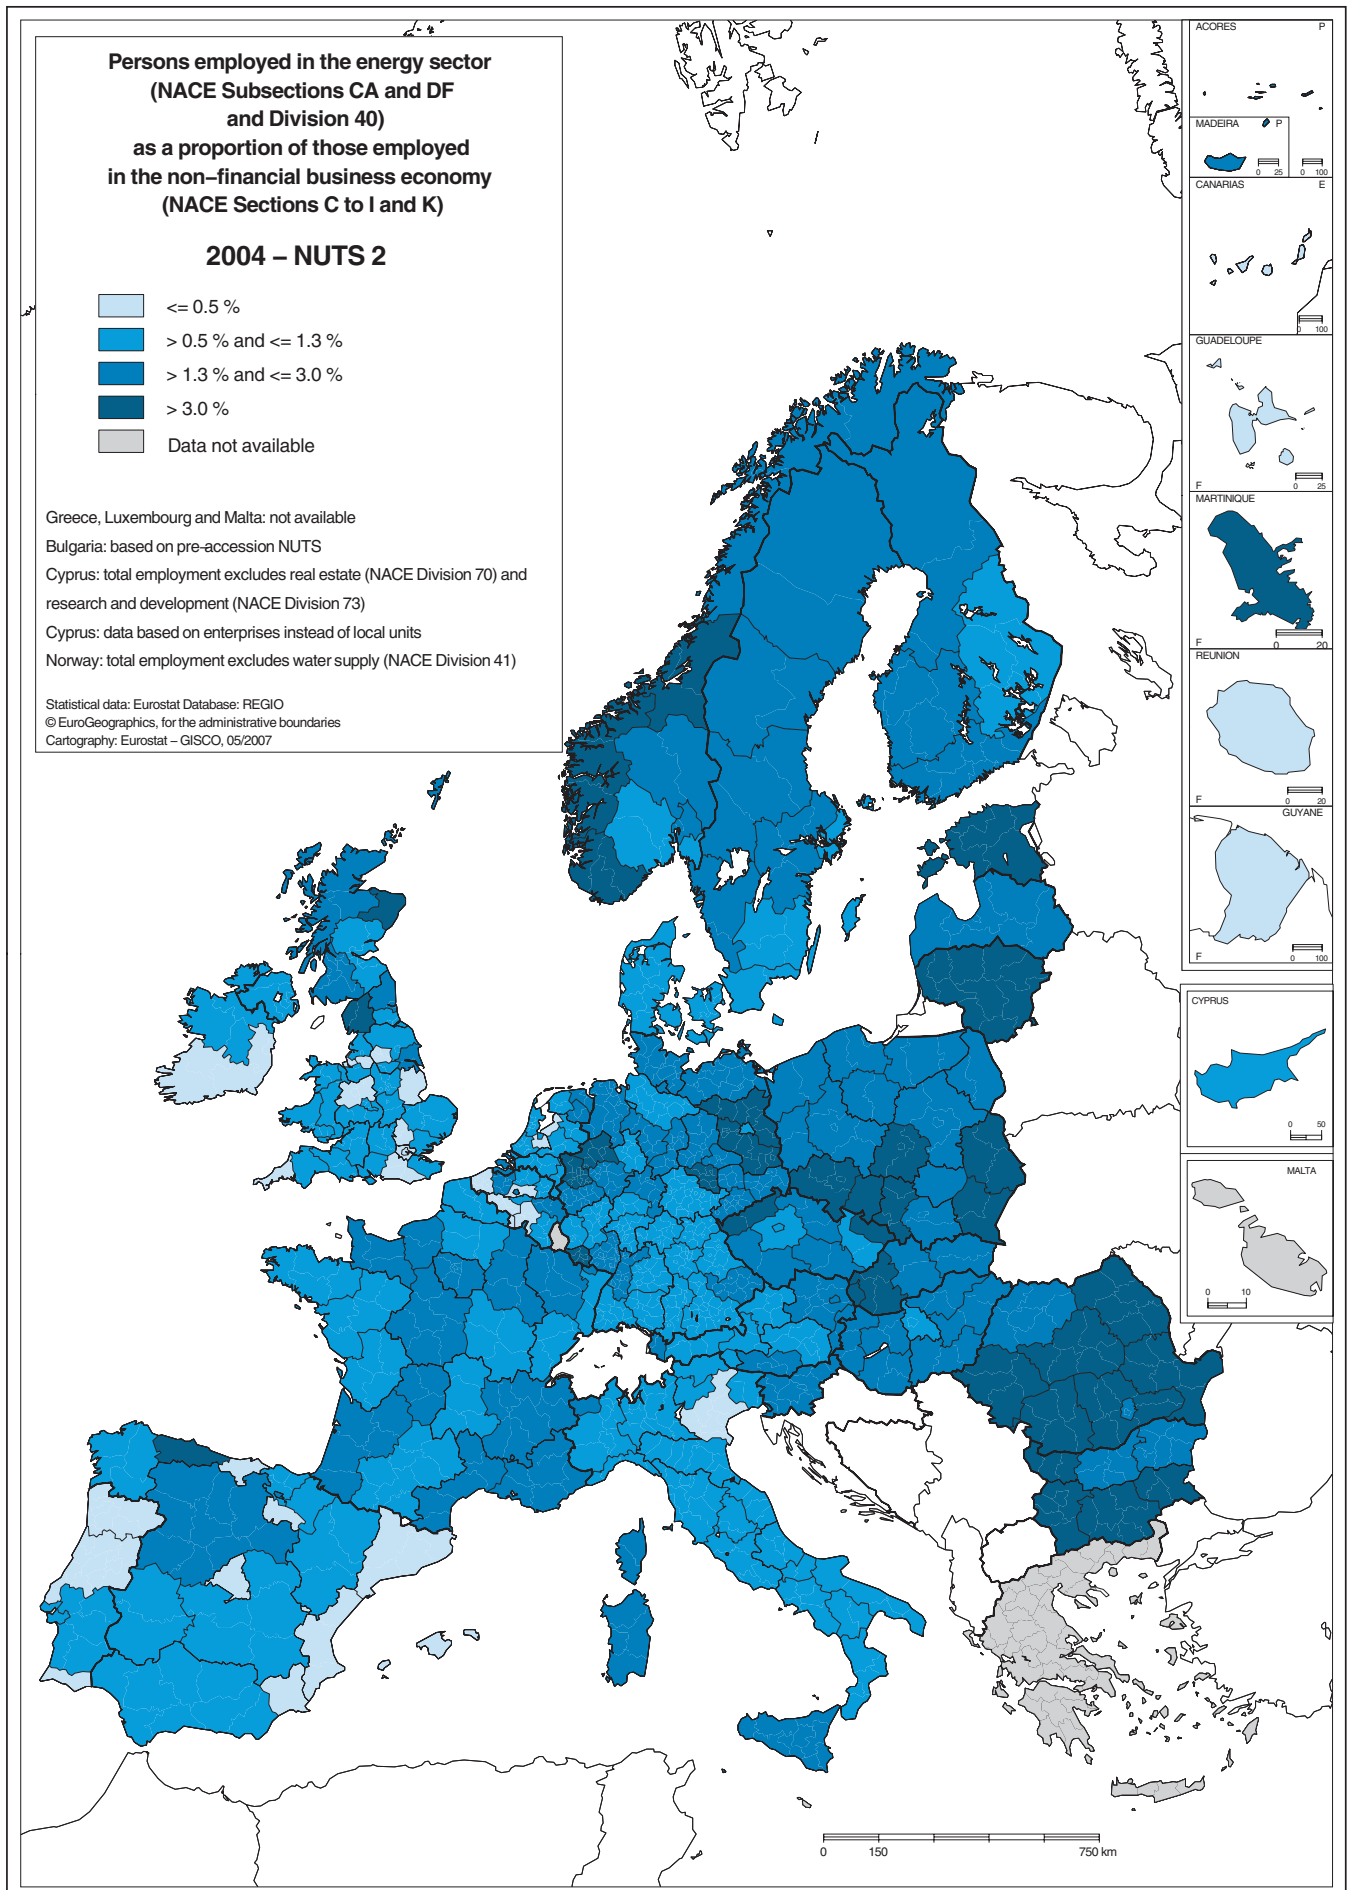 Persons employed in the energy sector
(NACE Subsections CA and DF
and Division 40)
as a proportion of those employed
in the non–financial business economy
(NACE Sections C to I and K)
2004 – NUTS 2
<= 0.5 %
> 0.5 % and <= 1.3 %
> 1.3 % and <= 3.0 %
> 3.0 %
Data not available
Greece, Luxembourg and Malta: not available
Bulgaria: based on pre-accession NUTS
Cyprus: total employment excludes real estate (NACE Division 70) and
research and development (NACE Division 73)
Cyprus: data based on enterprises instead of local units
Norway: total employment excludes water supply (NACE Division 41)
Statistical data: Eurostat Database: REGIO
© EuroGeographics, for the administrative boundaries
Cartography: Eurostat – GISCO, 05/2007
ACORES P
MADEIRA P
0 25
0 100
CANARIAS E
0 100
GUADELOUPE
F 0 25
MARTINIQUE
F 0 20
REUNION
F 0 20
GUYANE
F 0 100
CYPRUS
0 50
MALTA
0 10
0 150 750 km